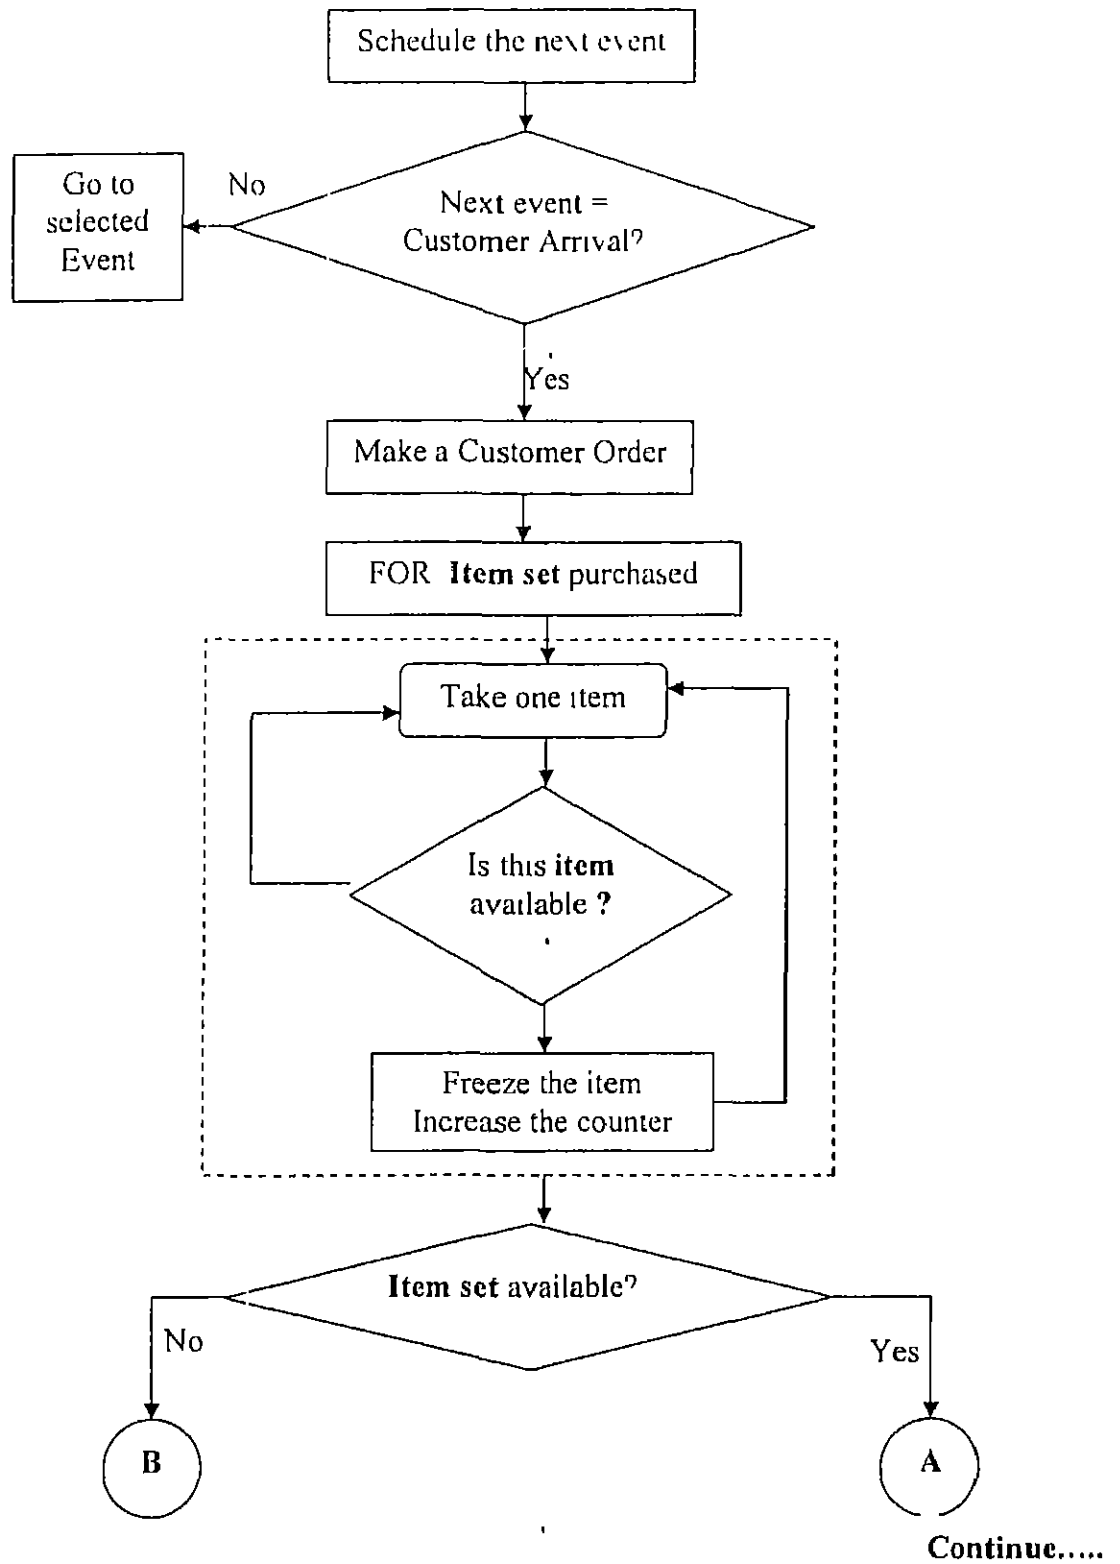 Schedule the next event
No
Go to
selected
Event
Next event =
Customer Arrival?
Yes
Make a Customer Order
FOR Item set purchased
Take one item
Is this item
available ?
Freeze the item
Increase the counter
Item set available?
No
Yes
B
A
Continue.....